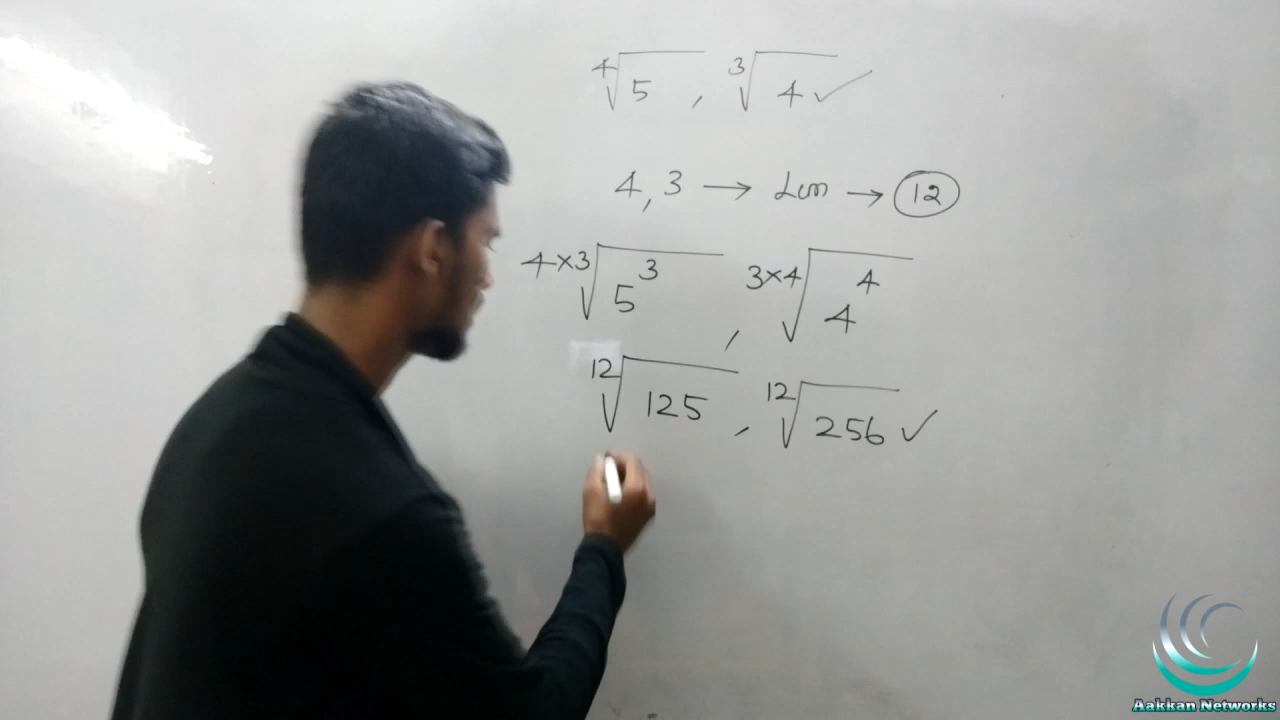 ⁴√5 , ³√4 ✓
4, 3 → Lcm → 12
⁴ˣ³√5³ , ³ˣ⁴√4⁴
¹²√125 , ¹²√256 ✓
Aakkan Networks